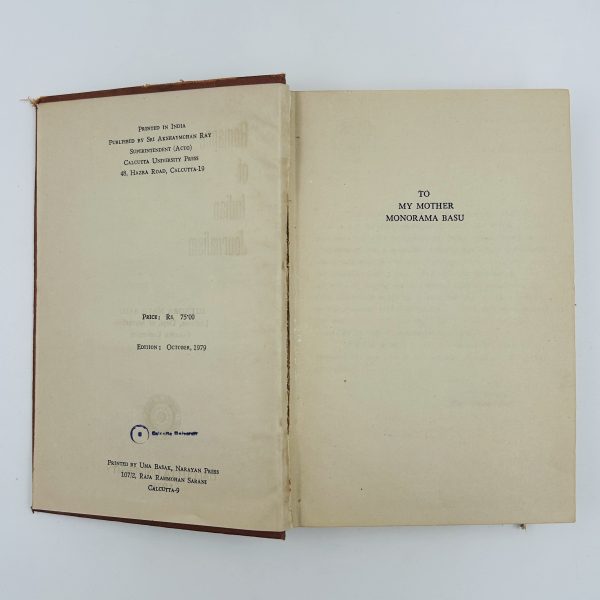 PRINTED IN INDIA
PUBLISHED BY SRI AKSHAYMOHAN RAY
SUPERINTENDENT (ACTG)
CALCUTTA UNIVERSITY PRESS
48, HAZRA ROAD, CALCUTTA-19
PRICE: RS. 75·00
EDITION: OCTOBER, 1979
Calcutta University
PRINTED BY UMA BASAK, NARAYAN PRESS
107/2, RAJA RAMMOHAN SARANI
CALCUTTA-9
TO
MY MOTHER
MONORAMA BASU